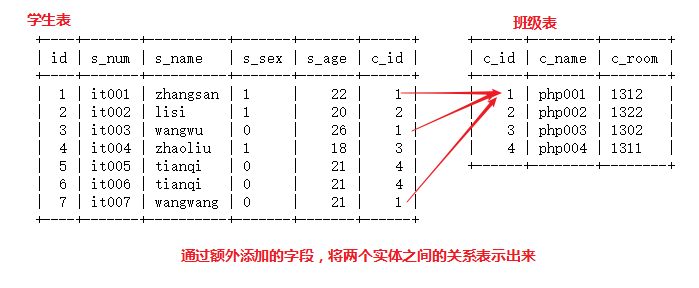 学生表 班级表
+------+-------+----------+-------+-------+------+ +------+--------+--------+
| id | s_num | s_name | s_sex | s_age | c_id | | c_id | c_name | c_room |
+------+-------+----------+-------+-------+------+ +------+--------+--------+
| 1 | it001 | zhangsan | 1 | 22 | 1 | | 1 | php001 | 1312 |
| 2 | it002 | lisi | 1 | 20 | 2 | | 2 | php002 | 1322 |
| 3 | it003 | wangwu | 0 | 26 | 1 | | 3 | php003 | 1302 |
| 4 | it004 | zhaoliu | 1 | 18 | 3 | | 4 | php004 | 1311 |
| 5 | it005 | tianqi | 0 | 21 | 4 | +------+--------+--------+
| 6 | it006 | tianqi | 0 | 21 | 4 |
| 7 | it007 | wangwang | 0 | 21 | 1 |
+------+-------+----------+-------+-------+------+
通过额外添加的字段，将两个实体之间的关系表示出来